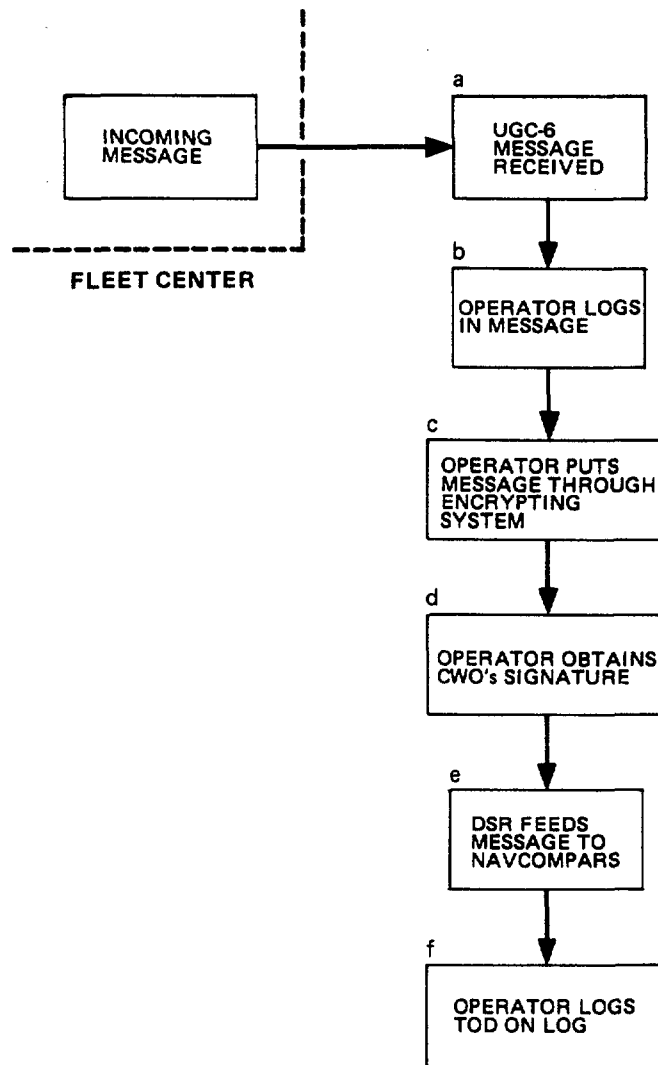 INCOMING
MESSAGE
FLEET CENTER
a
UGC-6
MESSAGE
RECEIVED
b
OPERATOR LOGS
IN MESSAGE
c
OPERATOR PUTS
MESSAGE THROUGH
ENCRYPTING
SYSTEM
d
OPERATOR OBTAINS
CWO's SIGNATURE
e
DSR FEEDS
MESSAGE TO
NAVCOMPARS
f
OPERATOR LOGS
TOD ON LOG